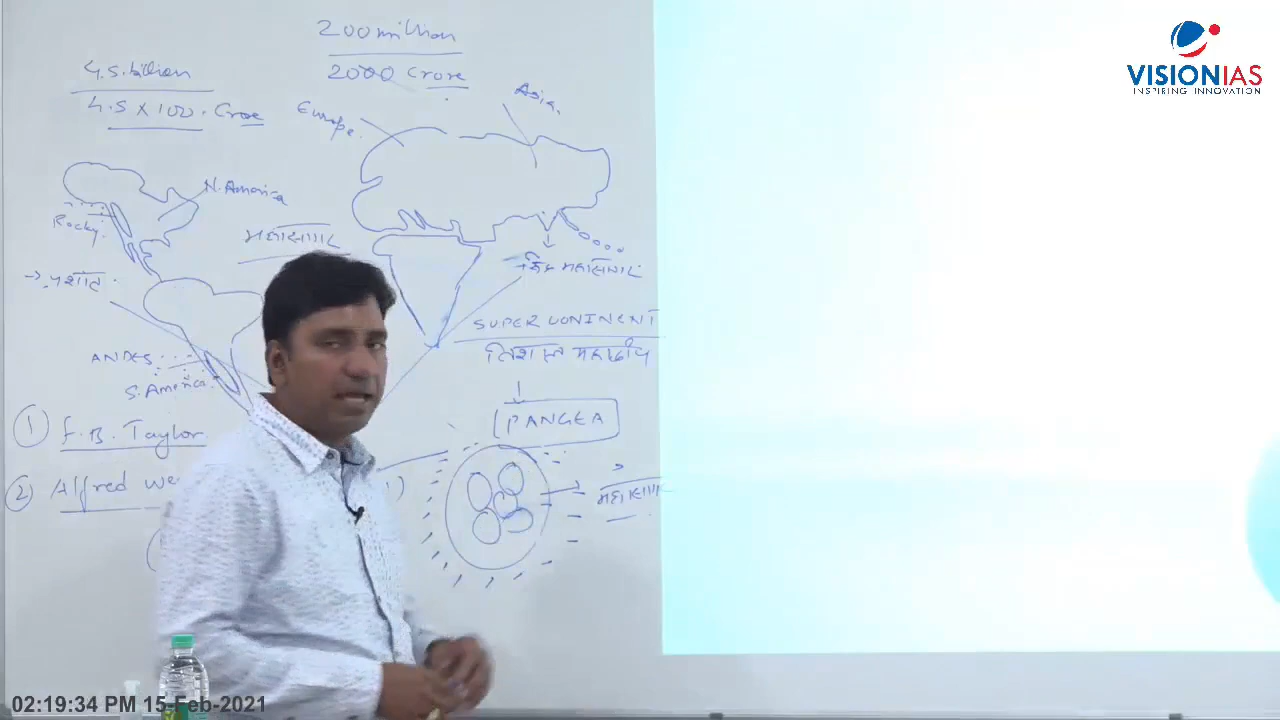 200 million
2000 Crore
4.5 billion
4.5 X 100. Crore
Europe.
Asia.
N. America
Rocky.
महासागर
→ प्रशांत
हिन्द महासागर
SUPER CONINENT
विशाल महाद्वीप
PANGEA
ANDES
S. America
① F. B. Taylor
② Alfred We
महासागर
VISIONIAS
INSPIRING INNOVATION
02:19:34 PM 15-Feb-2021